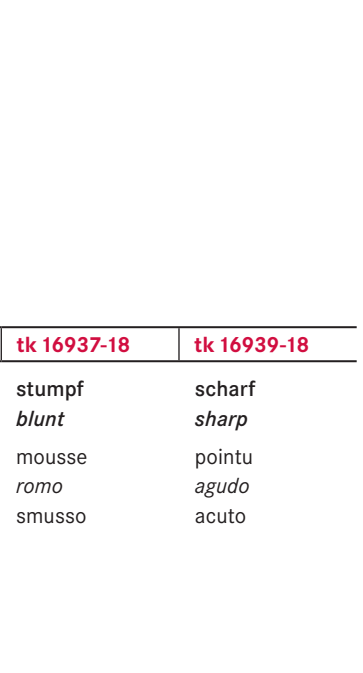 tk 16937-18 tk 16939-18
stumpf scharf
blunt sharp
mousse pointu
romo agudo
smusso acuto